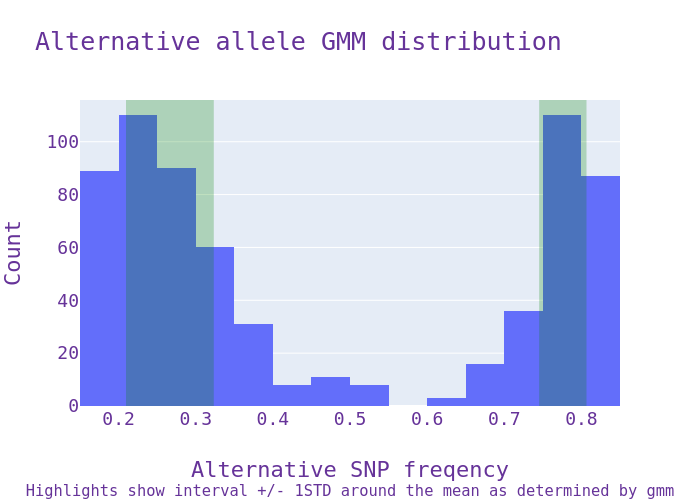 Alternative allele GMM distribution
Count
100
80
60
40
20
0
0.2 0.3 0.4 0.5 0.6 0.7 0.8
Alternative SNP freqency
Highlights show interval +/- 1STD around the mean as determined by gmm